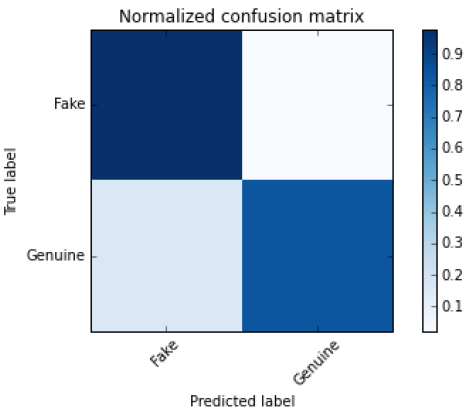 Normalized confusion matrix
True label
Fake
Genuine
Fake
Genuine
Predicted label
0.9
0.8
0.7
0.6
0.5
0.4
0.3
0.2
0.1